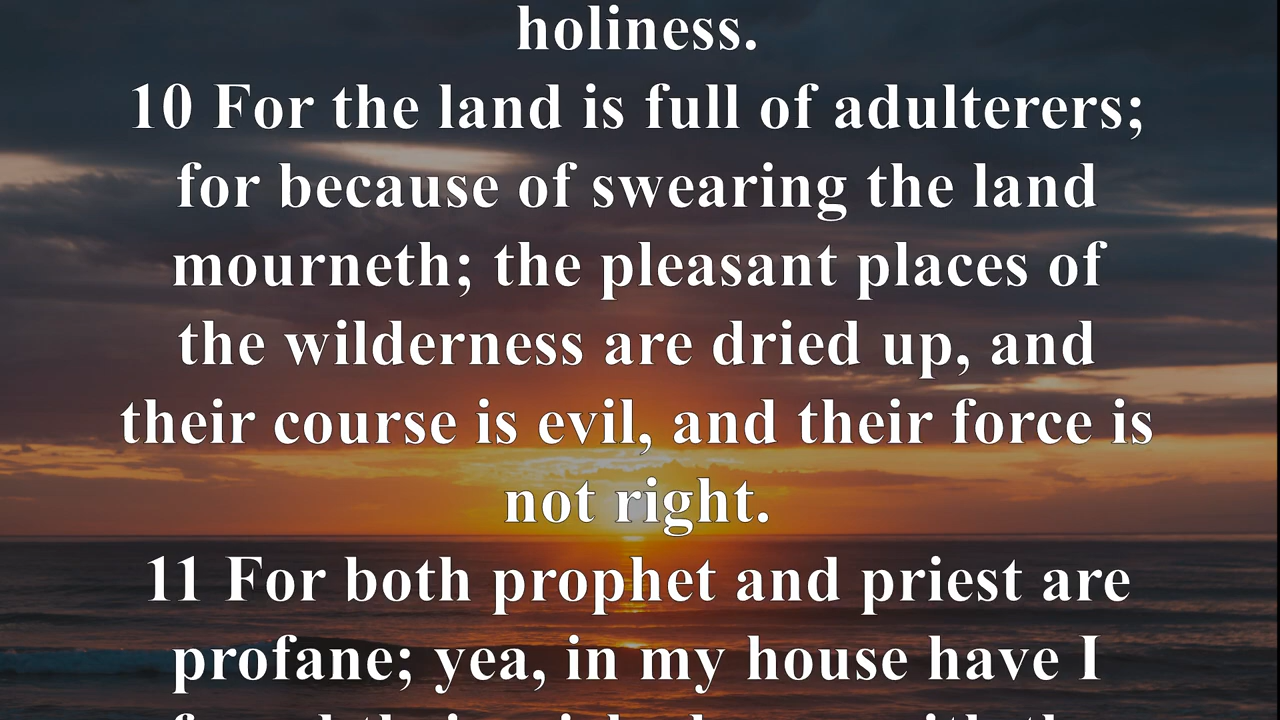 holiness.
10 For the land is full of adulterers;
for because of swearing the land
mourneth; the pleasant places of
the wilderness are dried up, and
their course is evil, and their force is
not right.
11 For both prophet and priest are
profane; yea, in my house have I